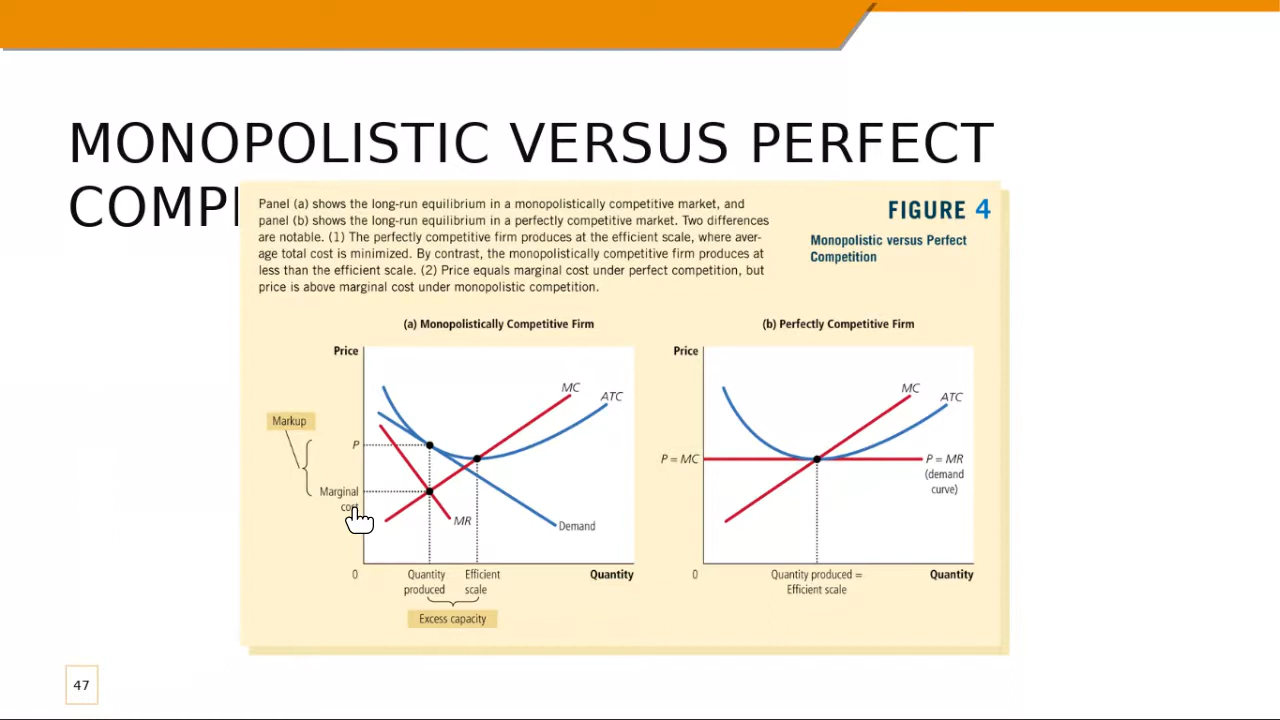 MONOPOLISTIC VERSUS PERFECT
COMP
Panel (a) shows the long-run equilibrium in a monopolistically competitive market, and
panel (b) shows the long-run equilibrium in a perfectly competitive market. Two differences
are notable. (1) The perfectly competitive firm produces at the efficient scale, where aver-
age total cost is minimized. By contrast, the monopolistically competitive firm produces at
less than the efficient scale. (2) Price equals marginal cost under perfect competition, but
price is above marginal cost under monopolistic competition.
FIGURE 4
Monopolistic versus Perfect
Competition
(a) Monopolistically Competitive Firm
Price
MC
ATC
Markup
P
Marginal
cost
MR
Demand
0
Quantity
produced
Efficient
scale
Quantity
Excess capacity
(b) Perfectly Competitive Firm
Price
MC
ATC
P = MC
P = MR
(demand
curve)
0
Quantity produced =
Efficient scale
Quantity
47